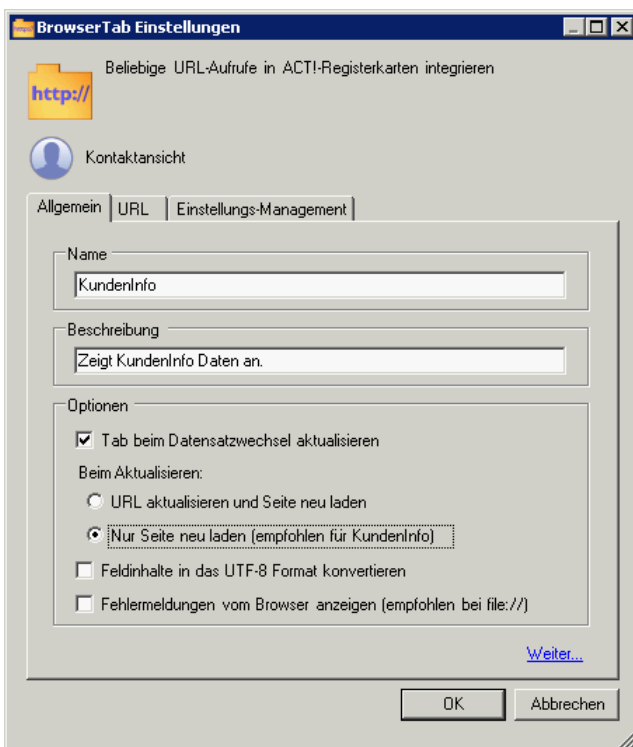 BrowserTab Einstellungen
Beliebige URL-Aufrufe in ACT!-Registerkarten integrieren
http://
Kontaktansicht
Allgemein URL Einstellungs-Management
Name
KundenInfo
Beschreibung
Zeigt KundenInfo Daten an.
Optionen
Tab beim Datensatzwechsel aktualisieren
Beim Aktualisieren:
URL aktualisieren und Seite neu laden
Nur Seite neu laden (empfohlen für KundenInfo)
Feldinhalte in das UTF-8 Format konvertieren
Fehlermeldungen vom Browser anzeigen (empfohlen bei file://)
Weiter...
OK Abbrechen